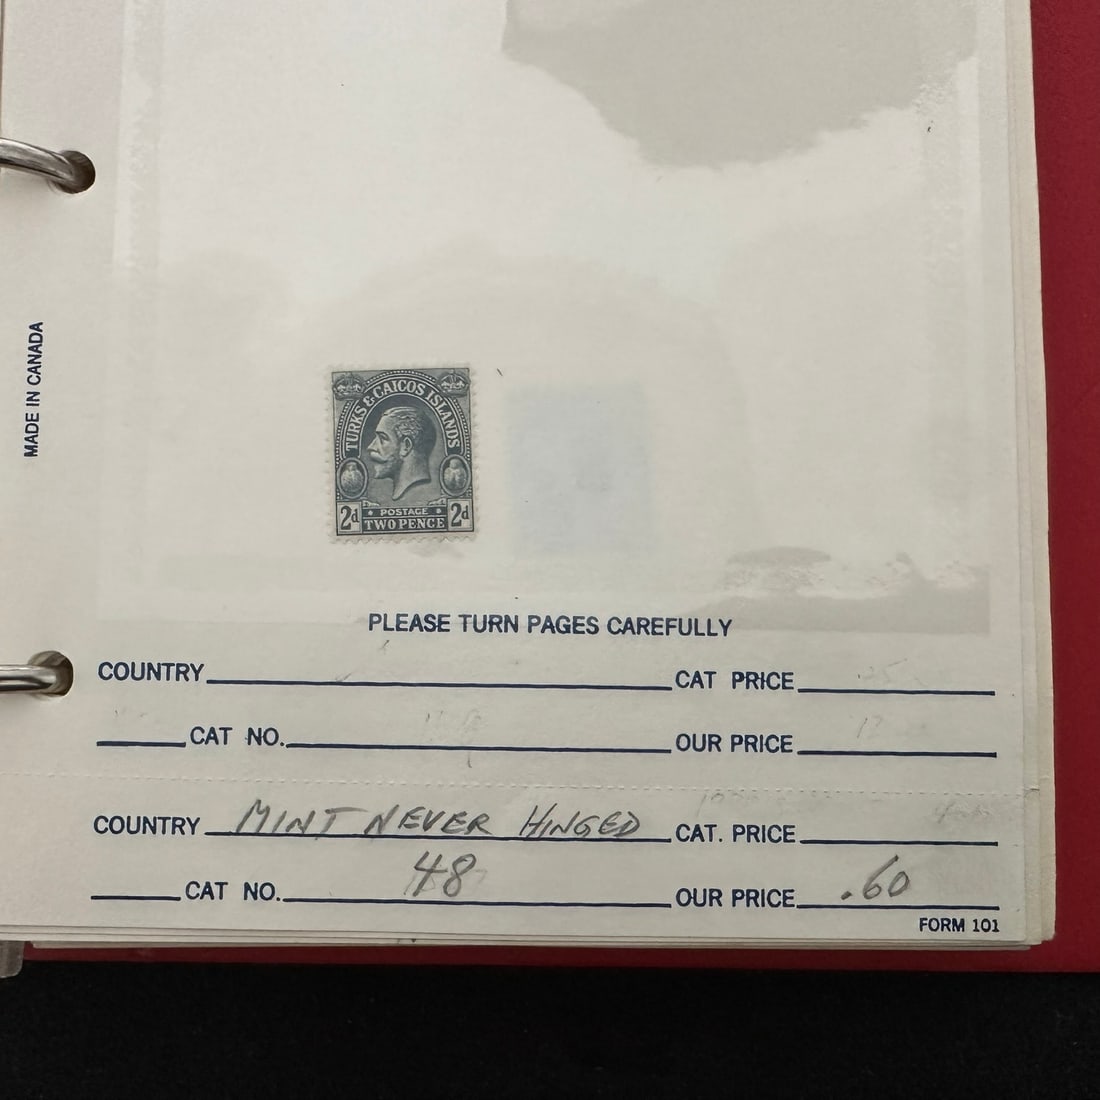 MADE IN CANADA
TURKS & CAICOS ISLANDS
2d POSTAGE 2d
TWO PENCE
PLEASE TURN PAGES CAREFULLY
COUNTRY CAT PRICE
CAT NO. OUR PRICE
COUNTRY MINT NEVER HINGED CAT. PRICE
CAT NO. 48 OUR PRICE .60
FORM 101